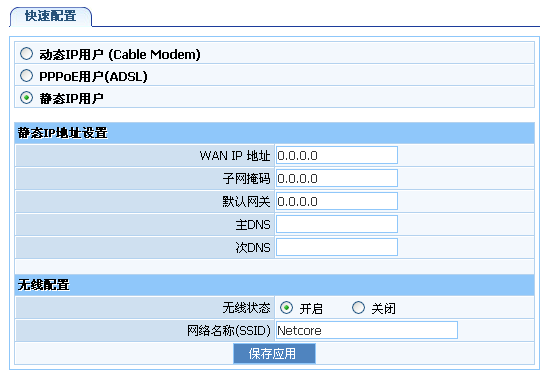 快速配置
动态IP用户 (Cable Modem)
PPPoE用户(ADSL)
静态IP用户
静态IP地址设置
WAN IP 地址 0.0.0.0
子网掩码 0.0.0.0
默认网关 0.0.0.0
主DNS
次DNS
无线配置
无线状态 开启 关闭
网络名称(SSID) Netcore
保存应用